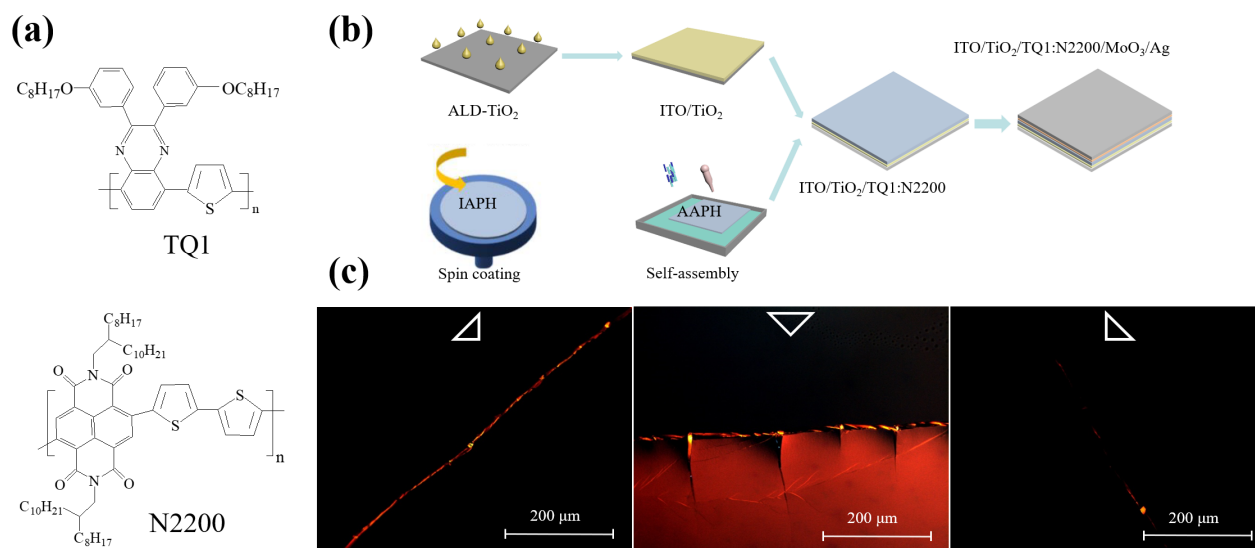 (a)
C₈H₁₇O
OC₈H₁₇
N
N
S
n
TQ1
C₈H₁₇
C₁₀H₂₁
O
N
O
S
S
n
O
N
O
C₁₀H₂₁
C₈H₁₇
N2200
(b)
ALD-TiO₂
ITO/TiO₂
ITO/TiO₂/TQ1:N2200/MoO₃/Ag
IAPH
Spin coating
AAPH
Self-assembly
ITO/TiO₂/TQ1:N2200
(c)
200 μm
200 μm
200 μm